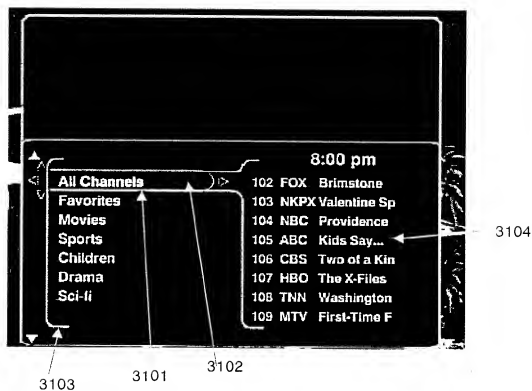 8:00 pm
All Channels
Favorites
Movies
Sports
Children
Drama
Sci-fi
102 FOX Brimstone
103 NKPX Valentine Sp
104 NBC Providence
105 ABC Kids Say...
106 CBS Two of a Kin
107 HBO The X-Files
108 TNN Washington
109 MTV First-Time F
3104
3103
3101
3102